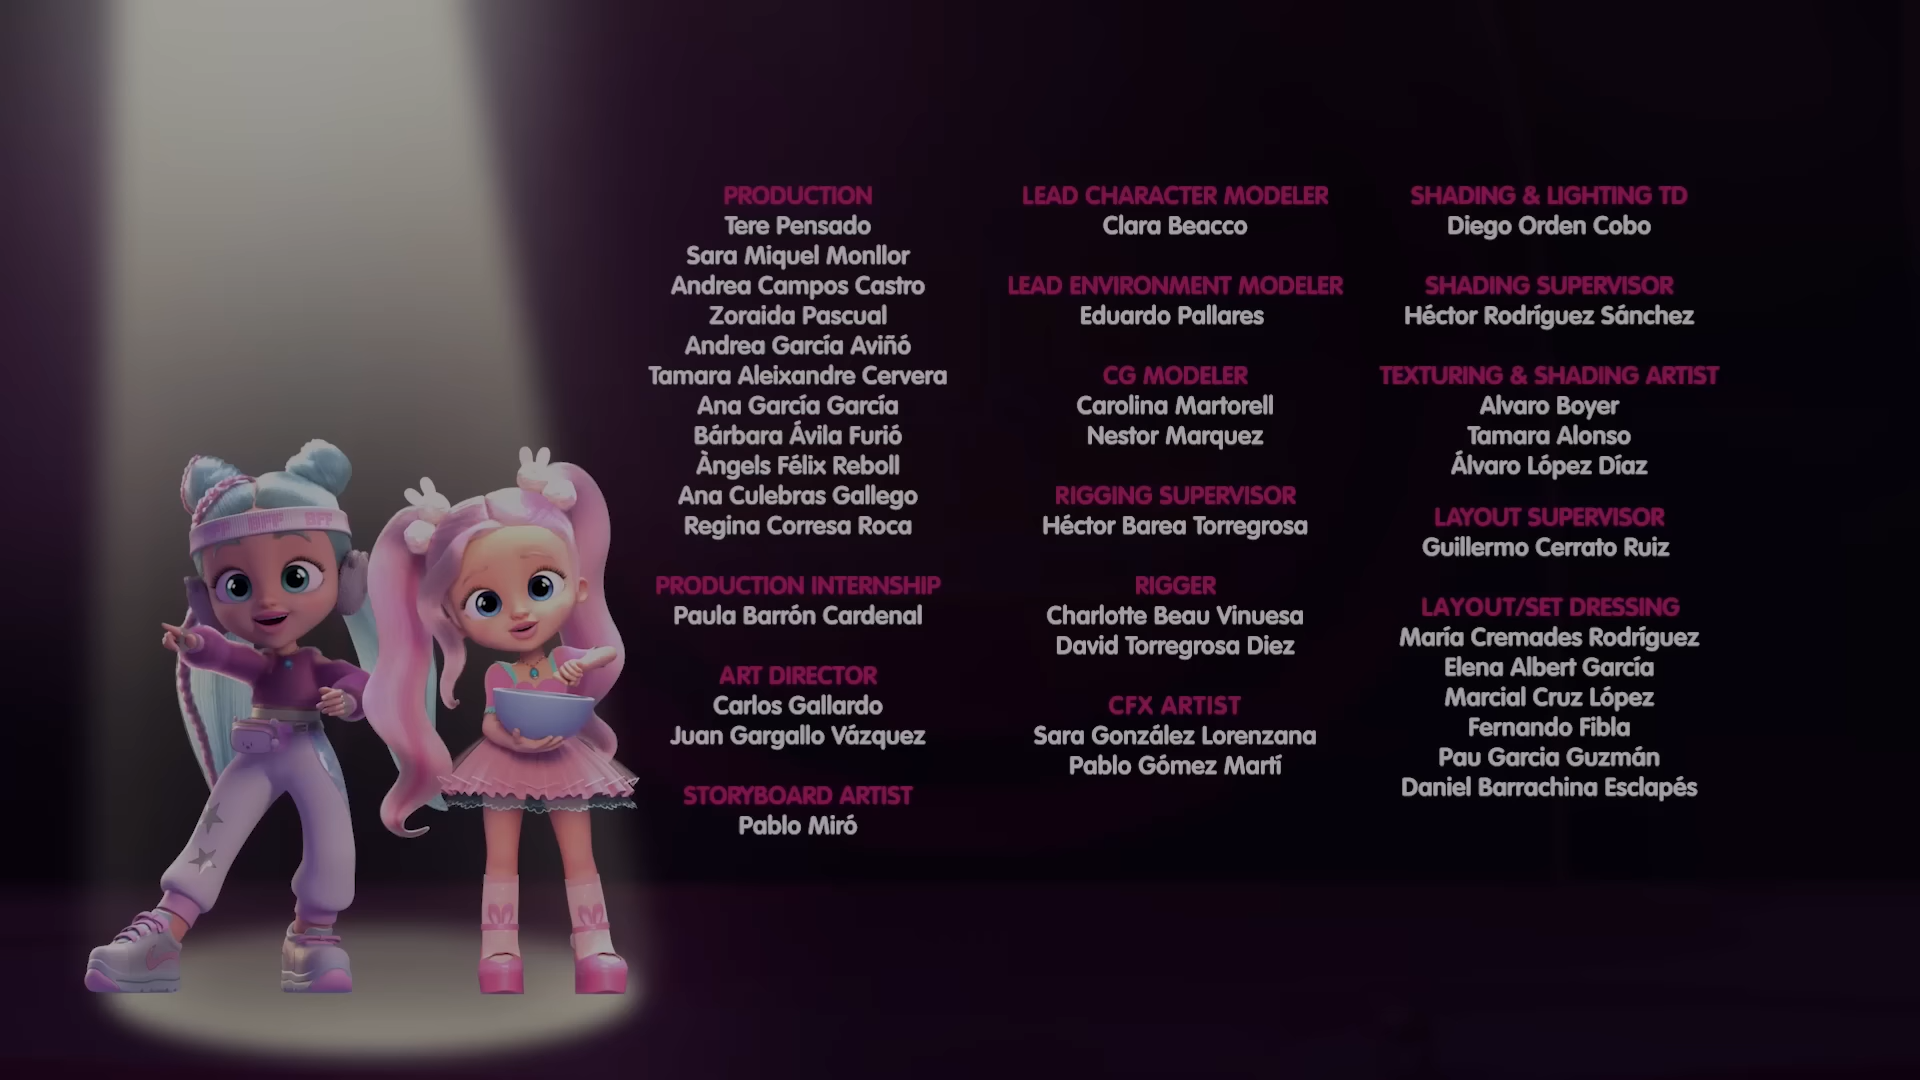 PRODUCTION
Tere Pensado
Sara Miquel Monllor
Andrea Campos Castro
Zoraida Pascual
Andrea García Aviñó
Tamara Aleixandre Cervera
Ana García García
Bárbara Ávila Furió
Àngels Félix Reboll
Ana Culebras Gallego
Regina Corresa Roca
PRODUCTION INTERNSHIP
Paula Barrón Cardenal
ART DIRECTOR
Carlos Gallardo
Juan Gargallo Vázquez
STORYBOARD ARTIST
Pablo Miró
LEAD CHARACTER MODELER
Clara Beacco
LEAD ENVIRONMENT MODELER
Eduardo Pallares
CG MODELER
Carolina Martorell
Nestor Marquez
RIGGING SUPERVISOR
Héctor Barea Torregrosa
RIGGER
Charlotte Beau Vinuesa
David Torregrosa Diez
CFX ARTIST
Sara González Lorenzana
Pablo Gómez Martí
SHADING & LIGHTING TD
Diego Orden Cobo
SHADING SUPERVISOR
Héctor Rodríguez Sánchez
TEXTURING & SHADING ARTIST
Alvaro Boyer
Tamara Alonso
Álvaro López Díaz
LAYOUT SUPERVISOR
Guillermo Cerrato Ruiz
LAYOUT/SET DRESSING
María Cremades Rodríguez
Elena Albert García
Marcial Cruz López
Fernando Fibla
Pau Garcia Guzmán
Daniel Barrachina Esclapés
BFF BFF